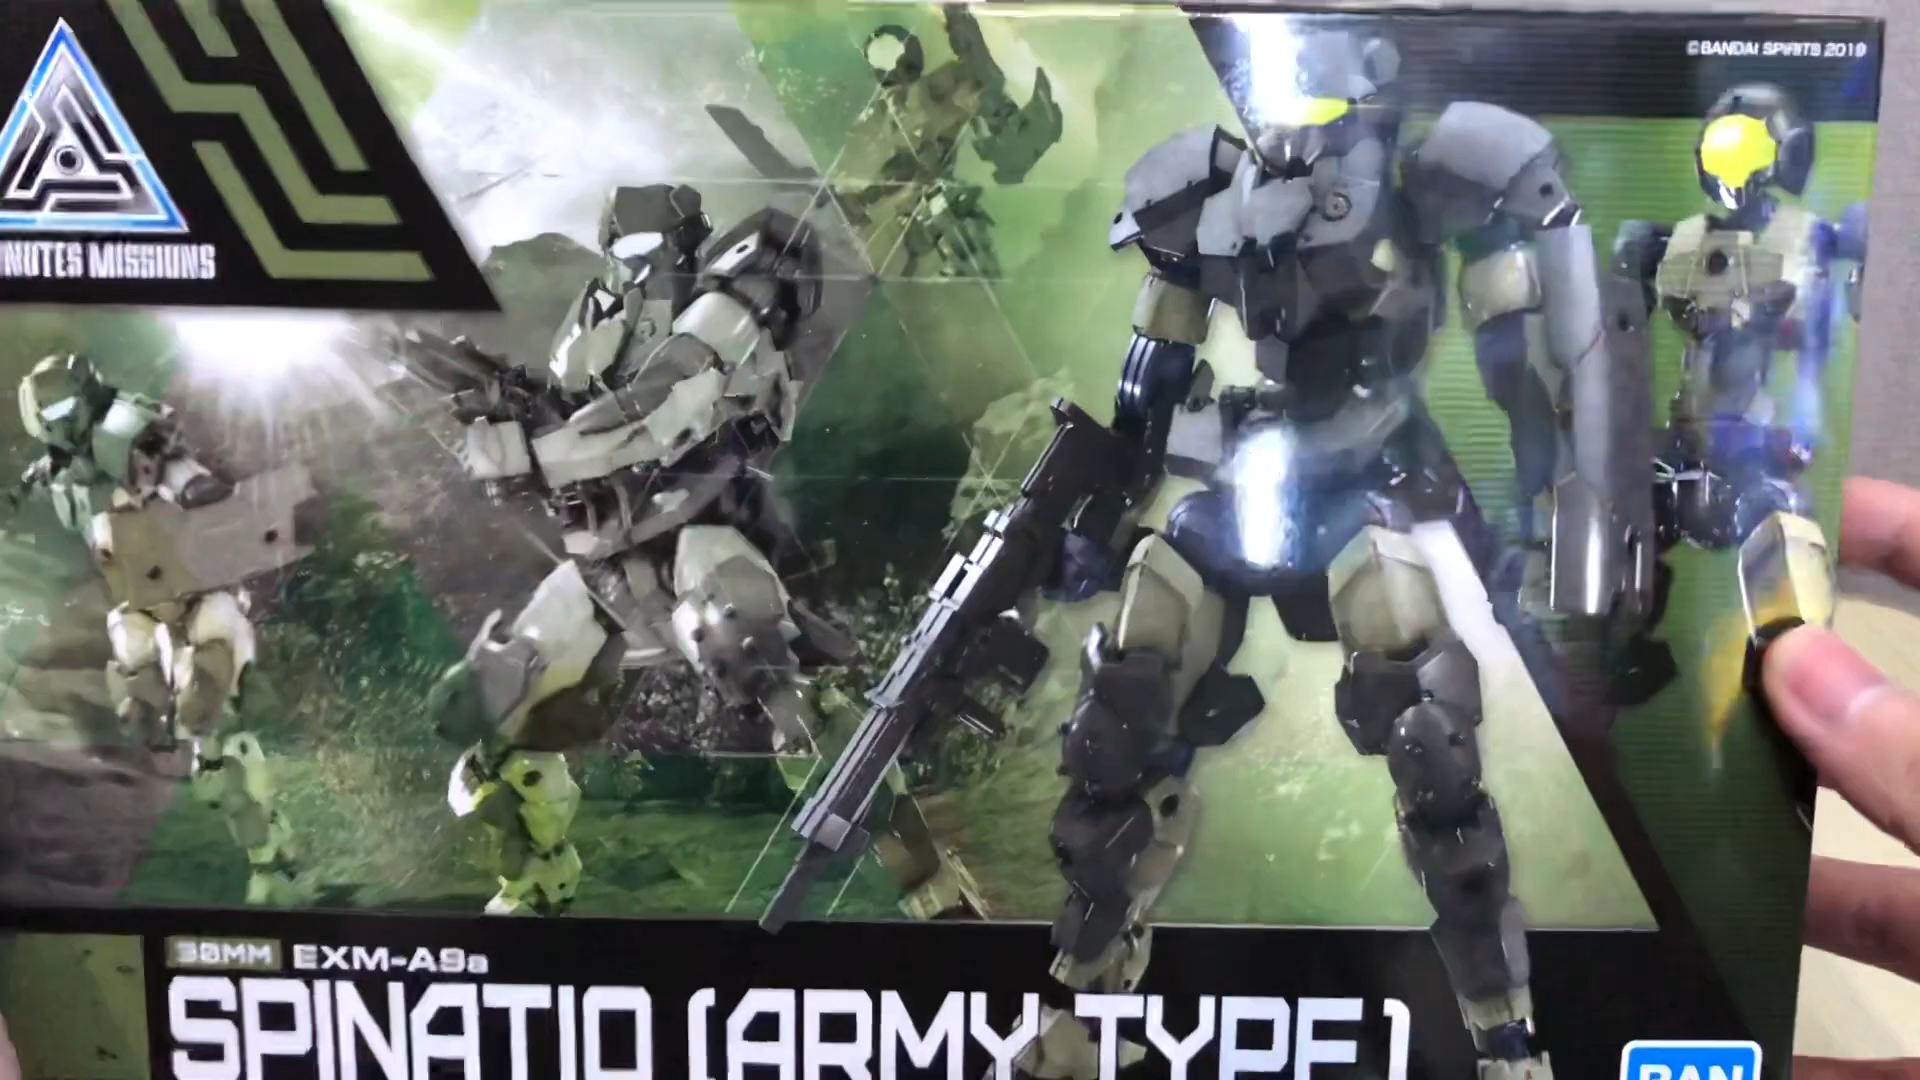 ©BANDAI SPIRITS 2019
NUTES MISSIONS
30MM EXM-A9a
SPINATIO (ARMY TYPE)
BAN